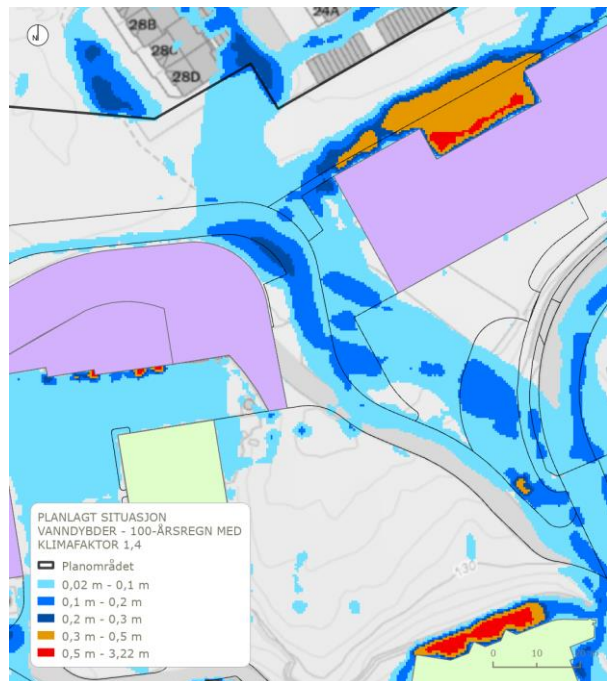 N
28B
28C
28D
24A
130
PLANLAGT SITUASJON
VANNDYBDER - 100-ÅRSREGN MED
KLIMAFAKTOR 1,4
Planområdet
0,02 m - 0,1 m
0,1 m - 0,2 m
0,2 m - 0,3 m
0,3 m - 0,5 m
0,5 m - 3,22 m
0 10